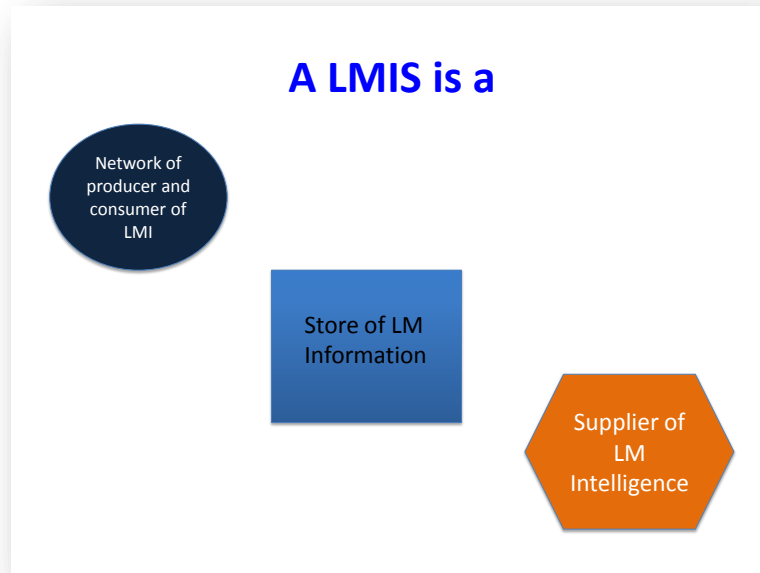 A LMIS is a
Network of
producer and
consumer of
LMI
Store of LM
Information
Supplier of
LM
Intelligence